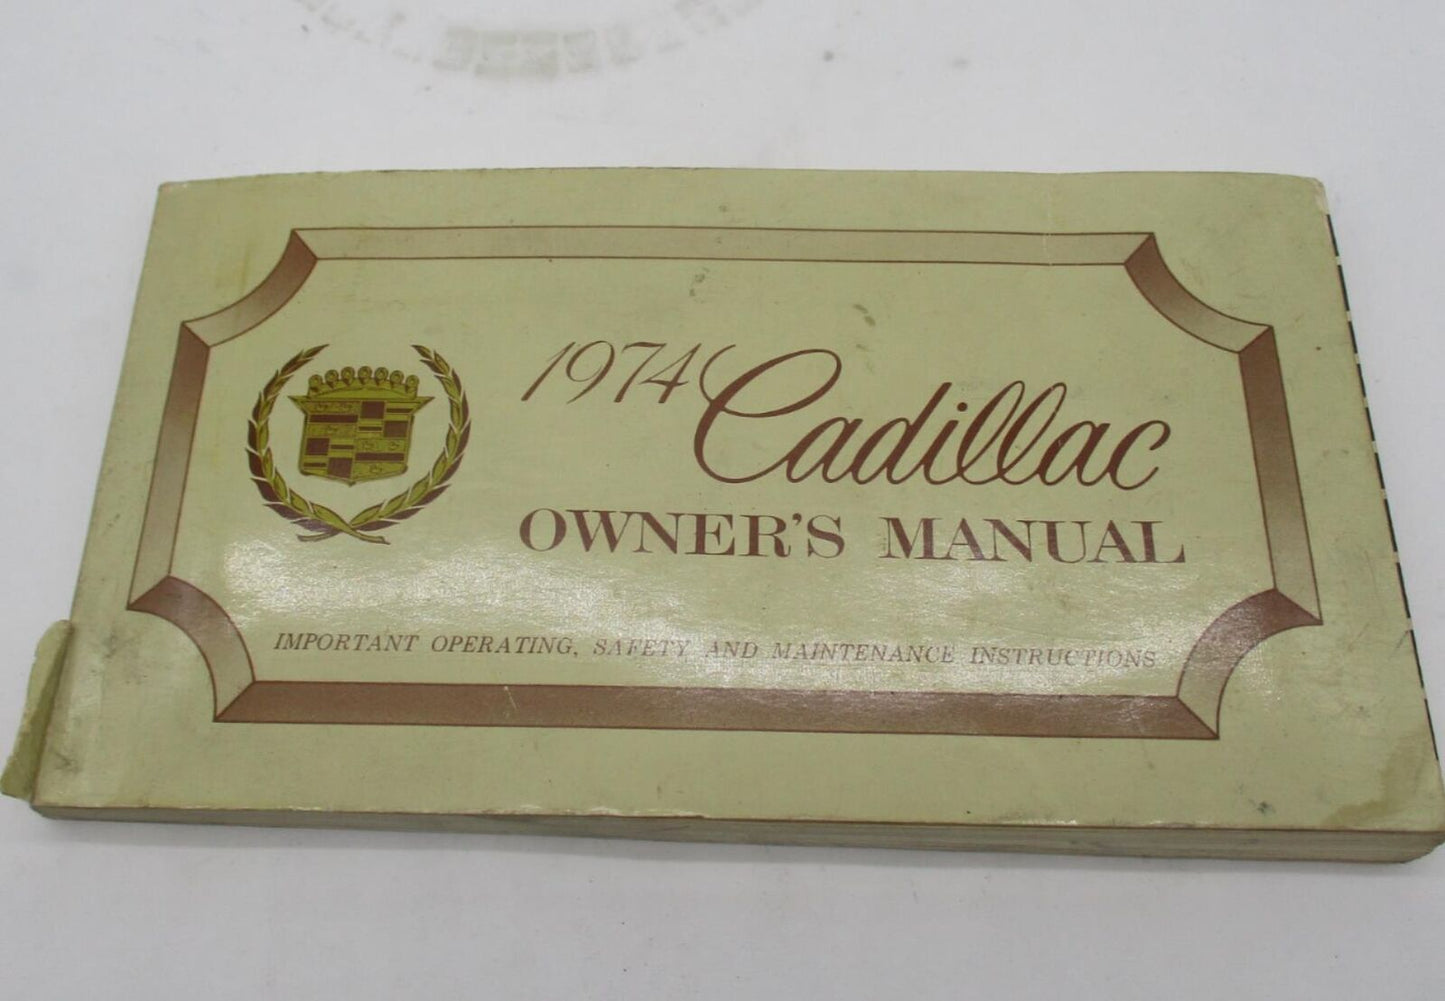 1974 Cadillac
OWNER'S MANUAL
IMPORTANT OPERATING, SAFETY AND MAINTENANCE INSTRUCTIONS